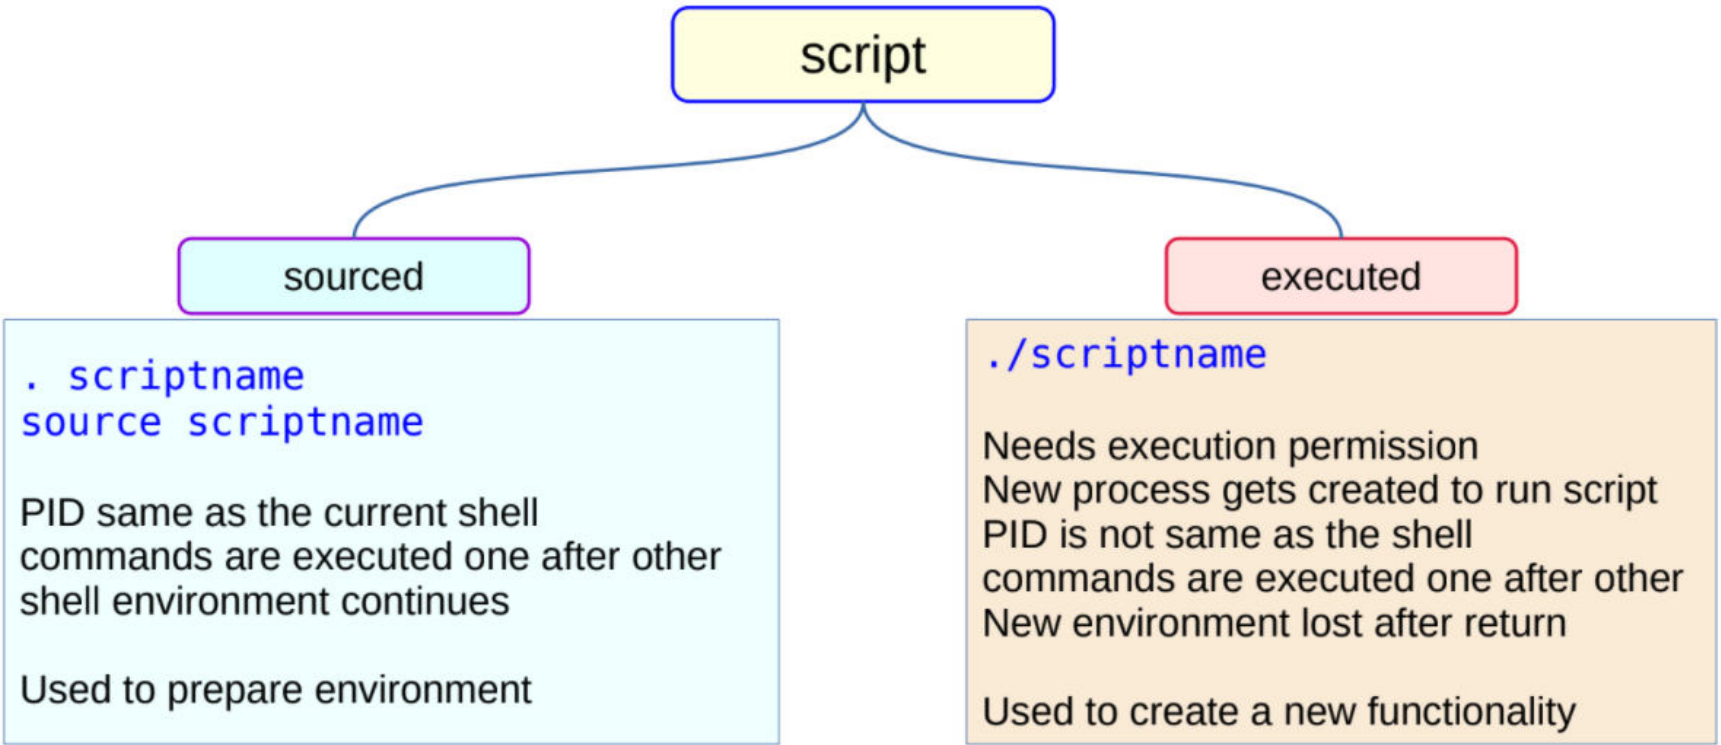 script
sourced
. scriptname
source scriptname
PID same as the current shell
commands are executed one after other
shell environment continues
Used to prepare environment
executed
./scriptname
Needs execution permission
New process gets created to run script
PID is not same as the shell
commands are executed one after other
New environment lost after return
Used to create a new functionality